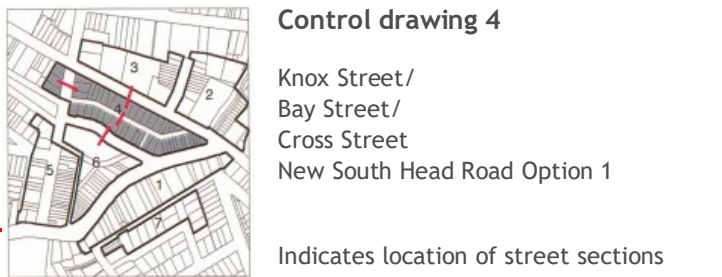 Control drawing 4
Knox Street/
Bay Street/
Cross Street
New South Head Road Option 1
Indicates location of street sections
3
2
4
5
6
1
7